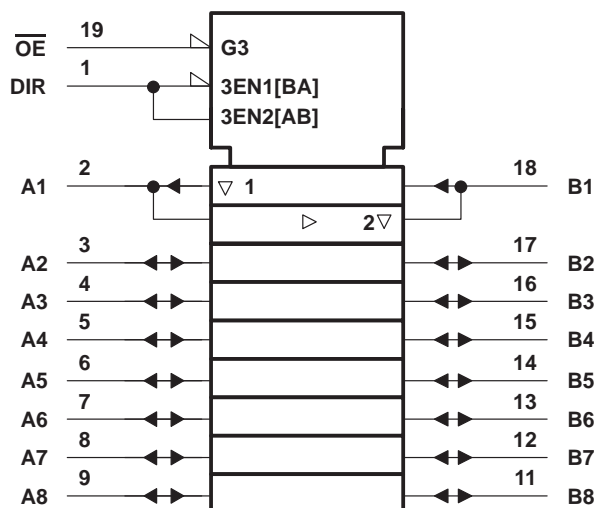 OE 19 G3
DIR 1 3EN1[BA]
3EN2[AB]
A1 2 1 18 B1
2
A2 3 17 B2
A3 4 16 B3
A4 5 15 B4
A5 6 14 B5
A6 7 13 B6
A7 8 12 B7
A8 9 11 B8